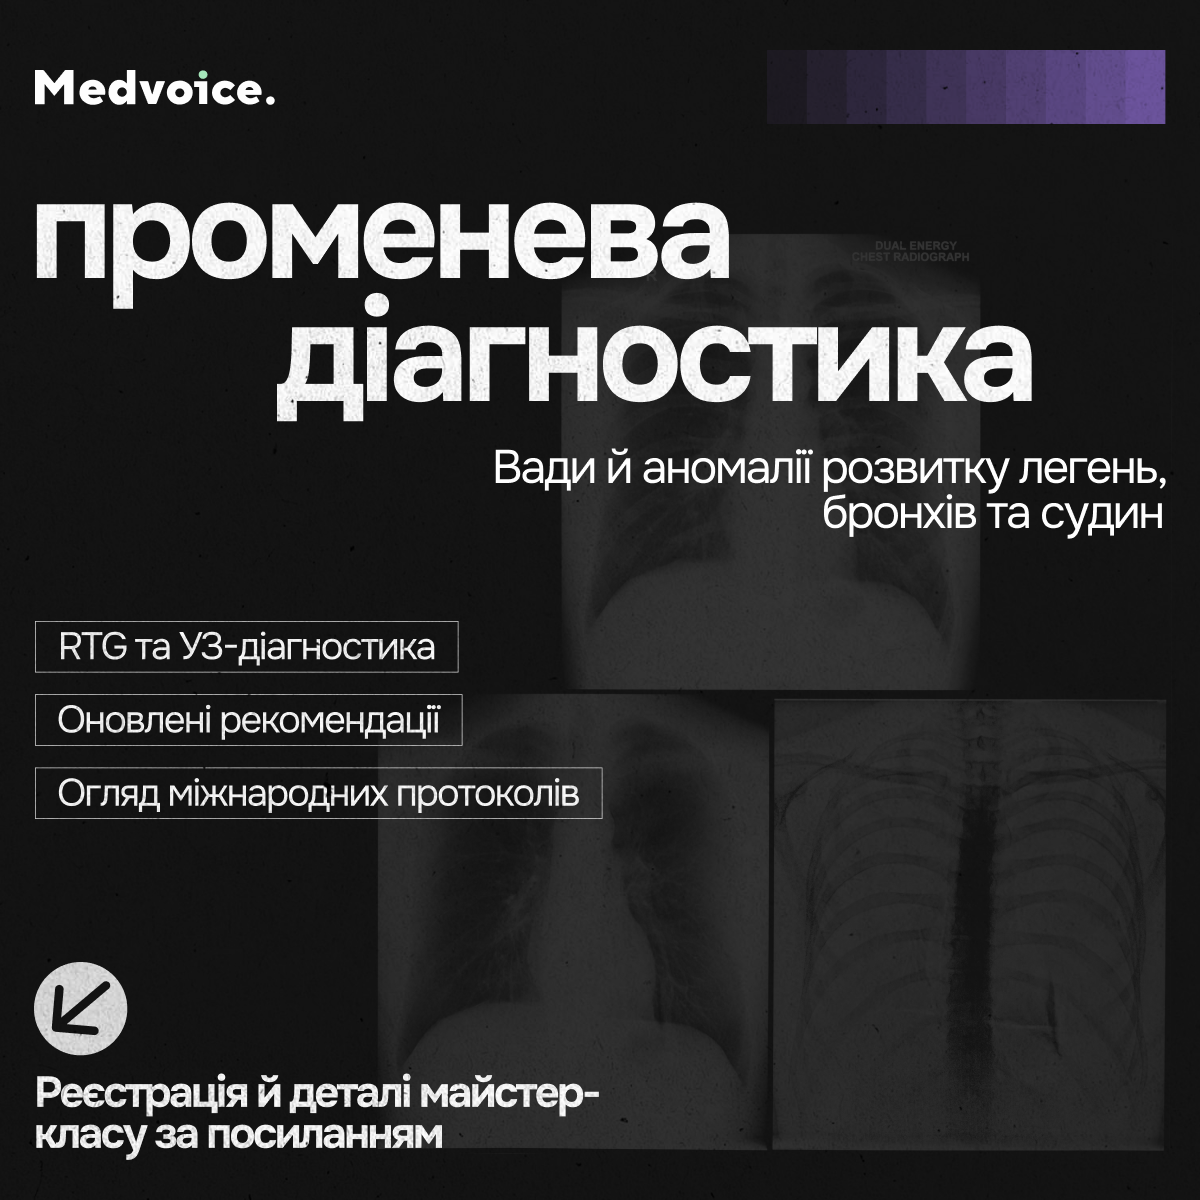 Medvoice.
променева
діагностика
DUAL ENERGY
CHEST RADIOGRAPH
Вади й аномалії розвитку легень,
бронхів та судин
RTG та УЗ-діагностика
Оновлені рекомендації
Огляд міжнародних протоколів
Реєстрація й деталі майстер-
класу за посиланням